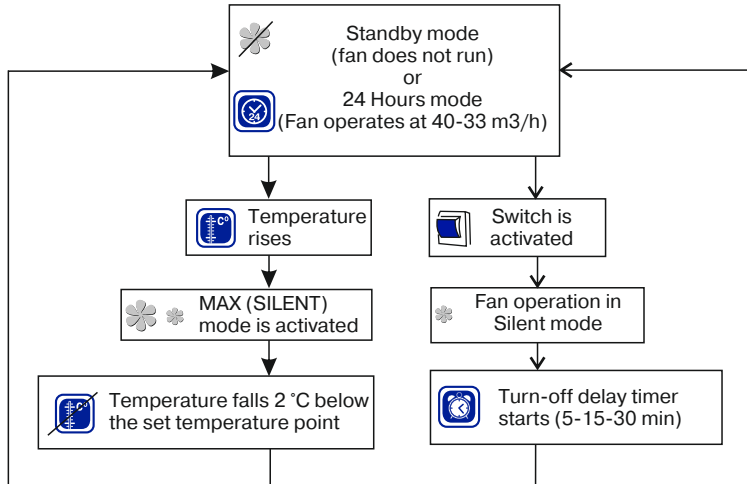 Standby mode
(fan does not run)
or
24 Hours mode
(Fan operates at 40-33 m3/h)
24
C°
Temperature
rises
Switch is
activated
MAX (SILENT)
mode is activated
Fan operation in
Silent mode
C°
Temperature falls 2 °C below
the set temperature point
Turn-off delay timer
starts (5-15-30 min)